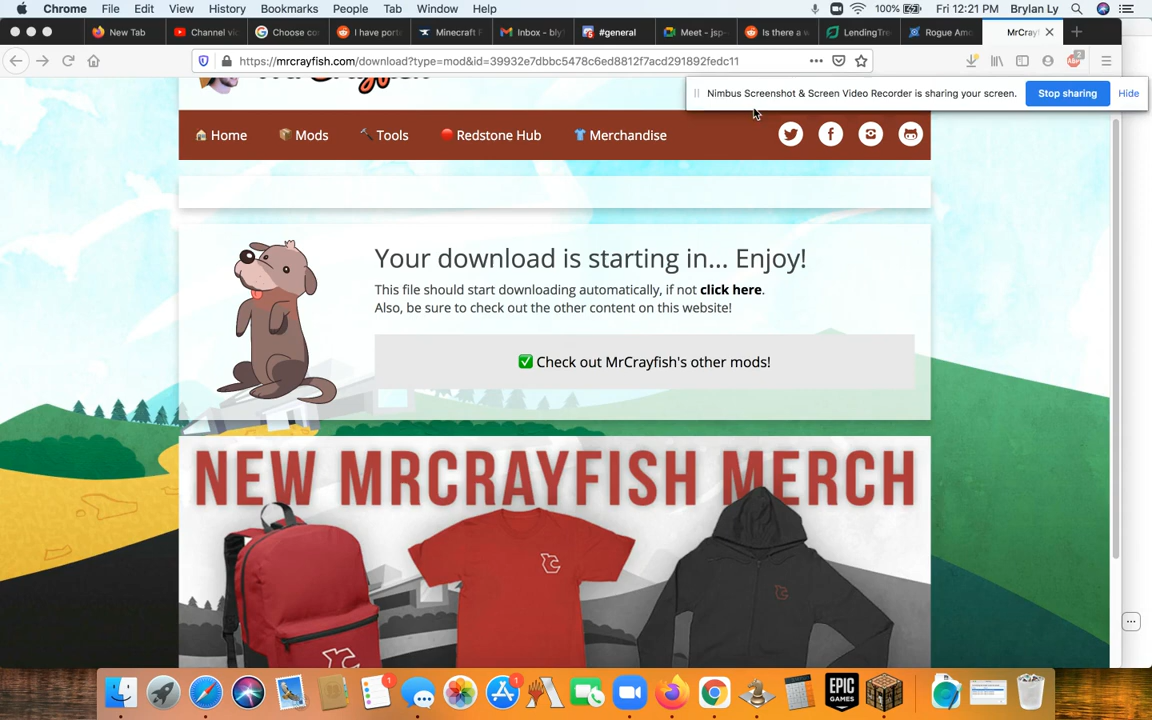 Chrome File Edit View History Bookmarks People Tab Window Help 100% Fri 12:21 PM Brylan Ly
New Tab Channel vi Choose co I have port Minecraft F Inbox - bly #general Meet - jsp- Is there a w LendingTre Rogue Am MrCrayf
https://mrcrayfish.com/download?type=mod&id=39932e7dbbc5478c6ed8812f7acd291892fedc11
Nimbus Screenshot & Screen Video Recorder is sharing your screen. Stop sharing Hide
Home Mods Tools Redstone Hub Merchandise
Your download is starting in... Enjoy!
This file should start downloading automatically, if not click here.
Also, be sure to check out the other content on this website!
Check out MrCrayfish's other mods!
NEW MRCRAYFISH MERCH
EPIC
GAMES